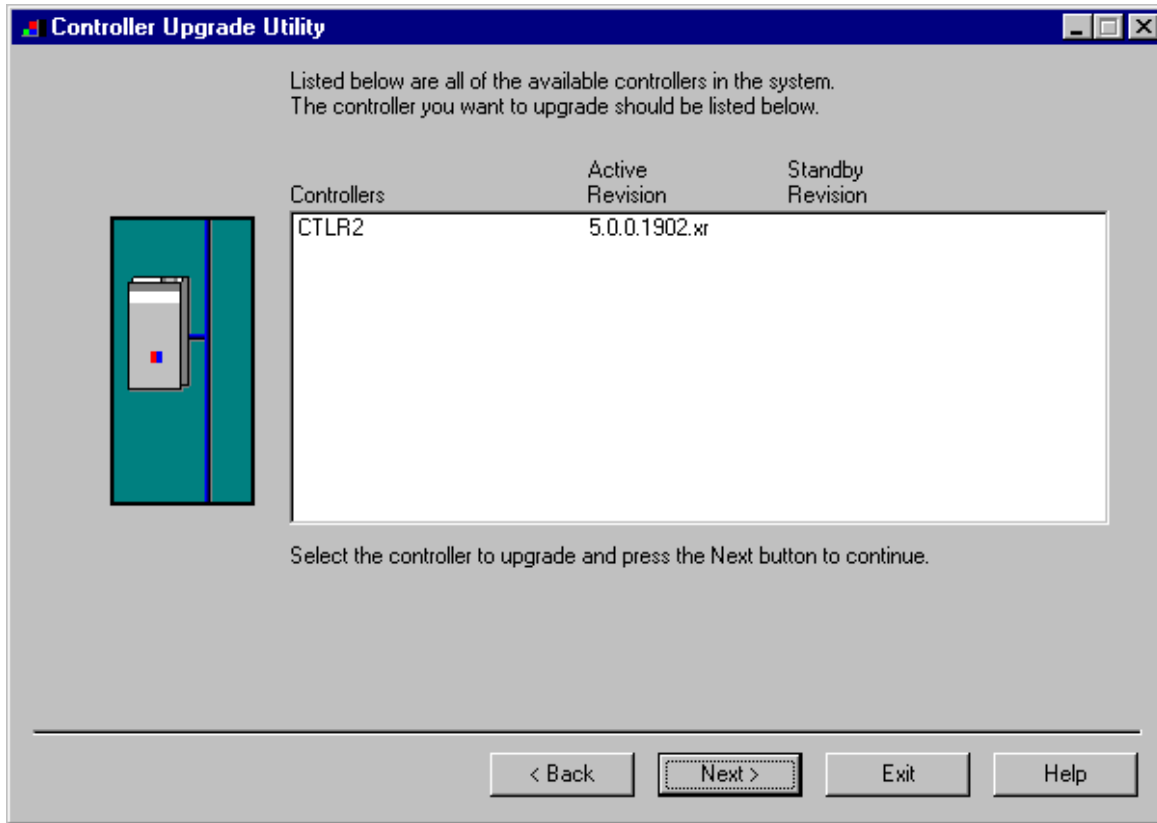 Controller Upgrade Utility
Listed below are all of the available controllers in the system.
The controller you want to upgrade should be listed below.
Active Standby
Controllers Revision Revision
CTLR2 5.0.0.1902.xr
Select the controller to upgrade and press the Next button to continue.
< Back Next > Exit Help